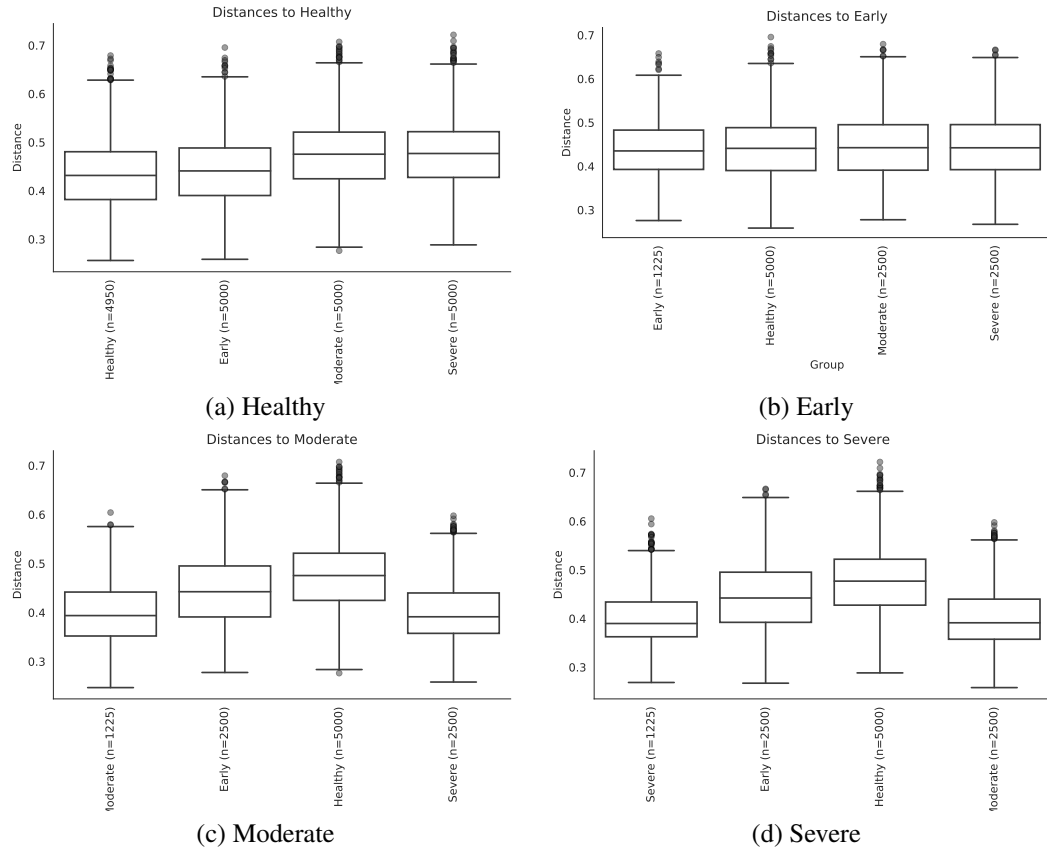 Distances to Healthy
Distance
0.7
0.6
0.5
0.4
0.3
Healthy (n=4950)
Early (n=5000)
oderate (n=5000)
Severe (n=5000)
(a) Healthy
Distances to Early
Distance
0.7
0.6
0.5
0.4
0.3
Early (n=1225)
Healthy (n=5000)
Moderate (n=2500)
Severe (n=2500)
Group
(b) Early
Distances to Moderate
Distance
0.7
0.6
0.5
0.4
0.3
oderate (n=1225)
Early (n=2500)
Healthy (n=5000)
Severe (n=2500)
(c) Moderate
Distances to Severe
Distance
0.7
0.6
0.5
0.4
0.3
Severe (n=1225)
Early (n=2500)
Healthy (n=5000)
oderate (n=2500)
(d) Severe